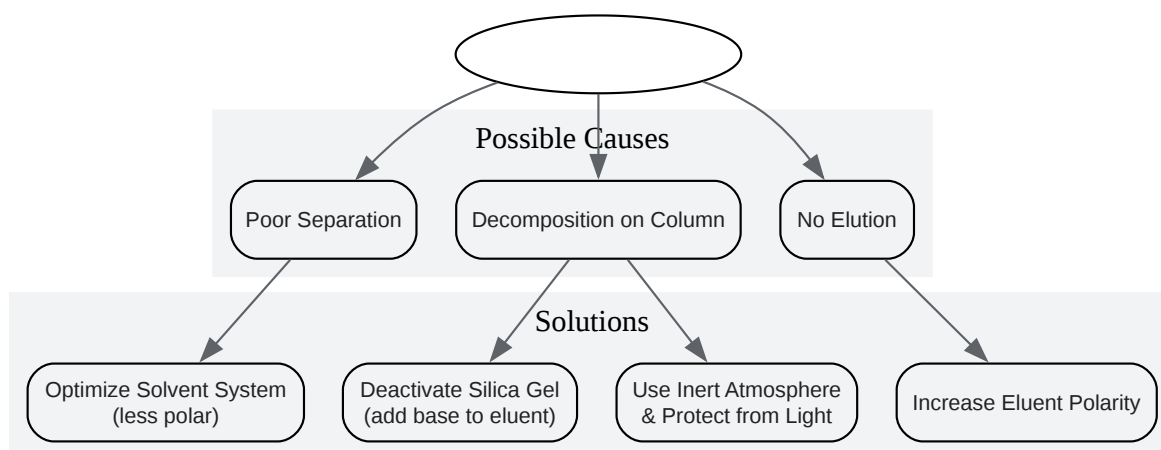 Possible Causes
Poor Separation
Decomposition on Column
No Elution
Solutions
Optimize Solvent System
(less polar)
Deactivate Silica Gel
(add base to eluent)
Use Inert Atmosphere
& Protect from Light
Increase Eluent Polarity